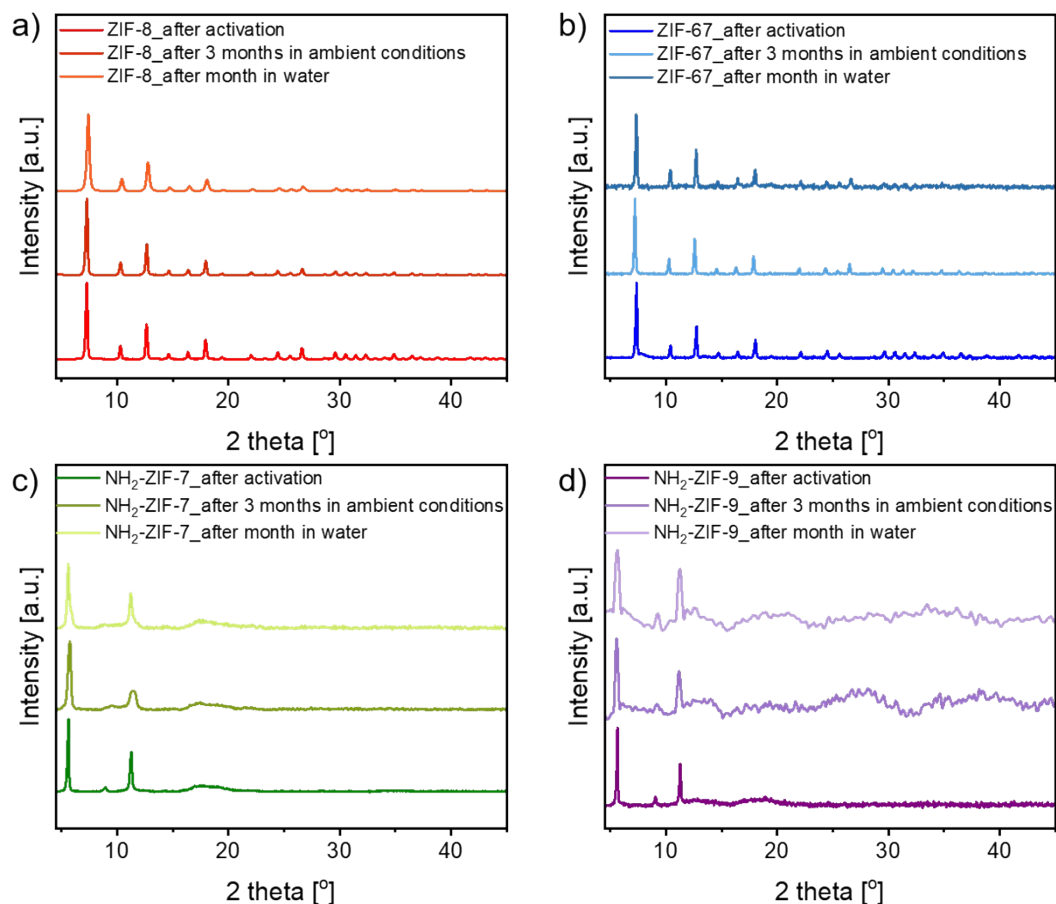 a)
ZIF-8_after activation
ZIF-8_after 3 months in ambient conditions
ZIF-8_after month in water
Intensity [a.u.]
10 20 30 40
2 theta [°]
b)
ZIF-67_after activation
ZIF-67_after 3 months in ambient conditions
ZIF-67_after month in water
Intensity [a.u.]
10 20 30 40
2 theta [°]
c)
NH₂-ZIF-7_after activation
NH₂-ZIF-7_after 3 months in ambient conditions
NH₂-ZIF-7_after month in water
Intensity [a.u.]
10 20 30 40
2 theta [°]
d)
NH₂-ZIF-9_after activation
NH₂-ZIF-9_after 3 months in ambient conditions
NH₂-ZIF-9_after month in water
Intensity [a.u.]
10 20 30 40
2 theta [°]